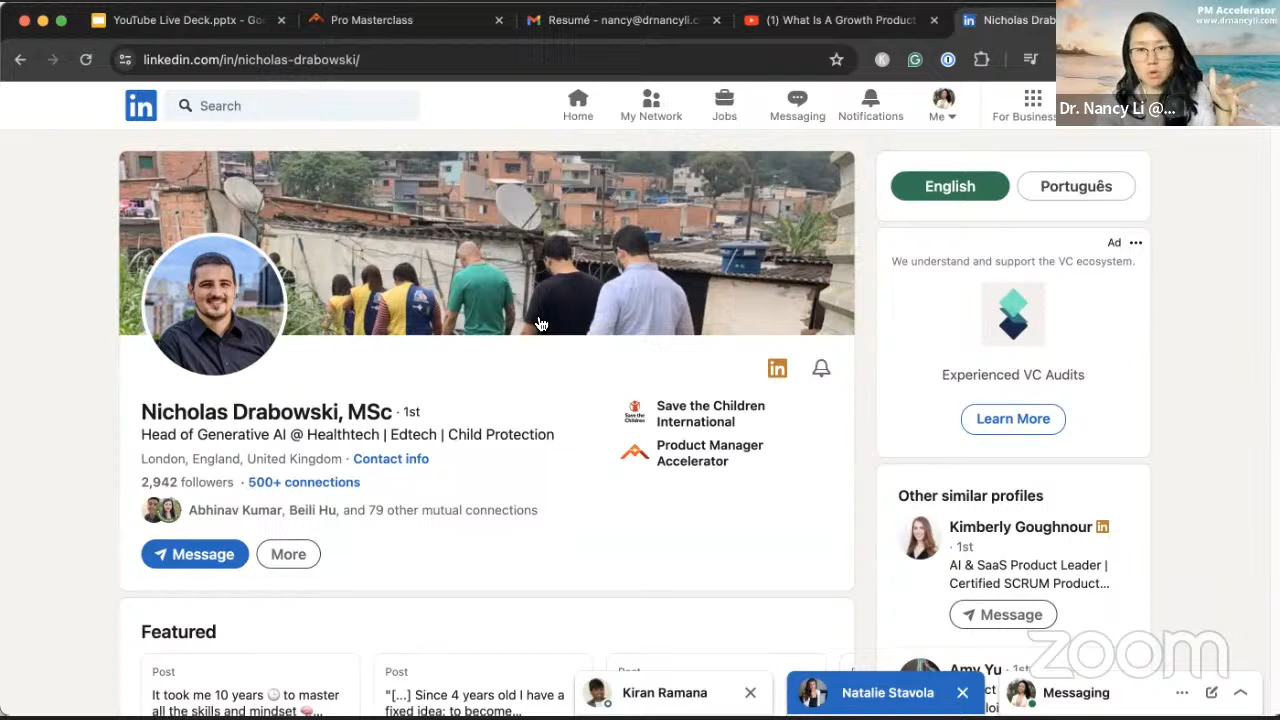 YouTube Live Deck.pptx - Go
Pro Masterclass
Resumé - nancy@drnancyli.c
(1) What Is A Growth Product
Nicholas Drab
PM Accelerator
www.drnancyli.com
Dr. Nancy Li @...
linkedin.com/in/nicholas-drabowski/
in
Search
Home
My Network
Jobs
Messaging
Notifications
Me
For Business
English
Português
Ad
We understand and support the VC ecosystem.
Experienced VC Audits
Learn More
in
Nicholas Drabowski, MSc · 1st
Head of Generative AI @ Healthtech | Edtech | Child Protection
London, England, United Kingdom · Contact info
2,942 followers · 500+ connections
Abhinav Kumar, Beili Hu, and 79 other mutual connections
Message
More
Save the Children
Save the Children
International
Product Manager
Accelerator
Other similar profiles
Kimberly Goughnour in
· 1st
AI & SaaS Product Leader |
Certified SCRUM Product...
Message
Amy Yu · 1st
Featured
Post
It took me 10 years to master
all the skills and mindset ...
Post
"[...] Since 4 years old I have a
fixed idea: to become...
Post
Kiran Ramana
Natalie Stavola
Messaging
zoom